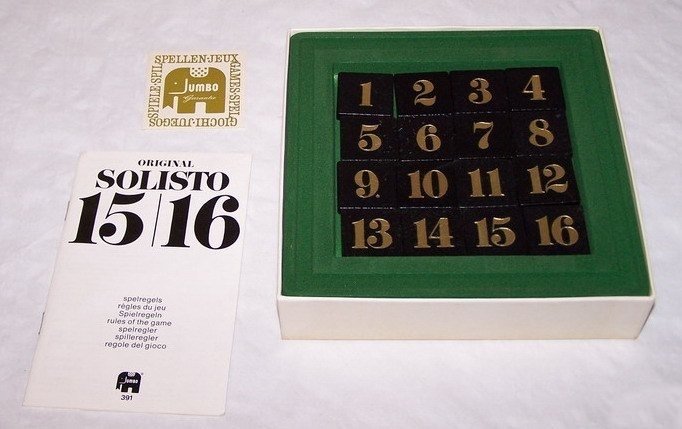 SPELLEN·JEUX
GAMES·SPEL
GIOCHI·JUEGOS
SPIELE·SPIL
JUMBO
Garantie
ORIGINAL
SOLISTO
15|16
spelregels
règles du jeu
Spielregeln
rules of the game
spelregler
spilleregler
regole del gioco
Jumbo
391
1 2 3 4
5 6 7 8
9 10 11 12
13 14 15 16